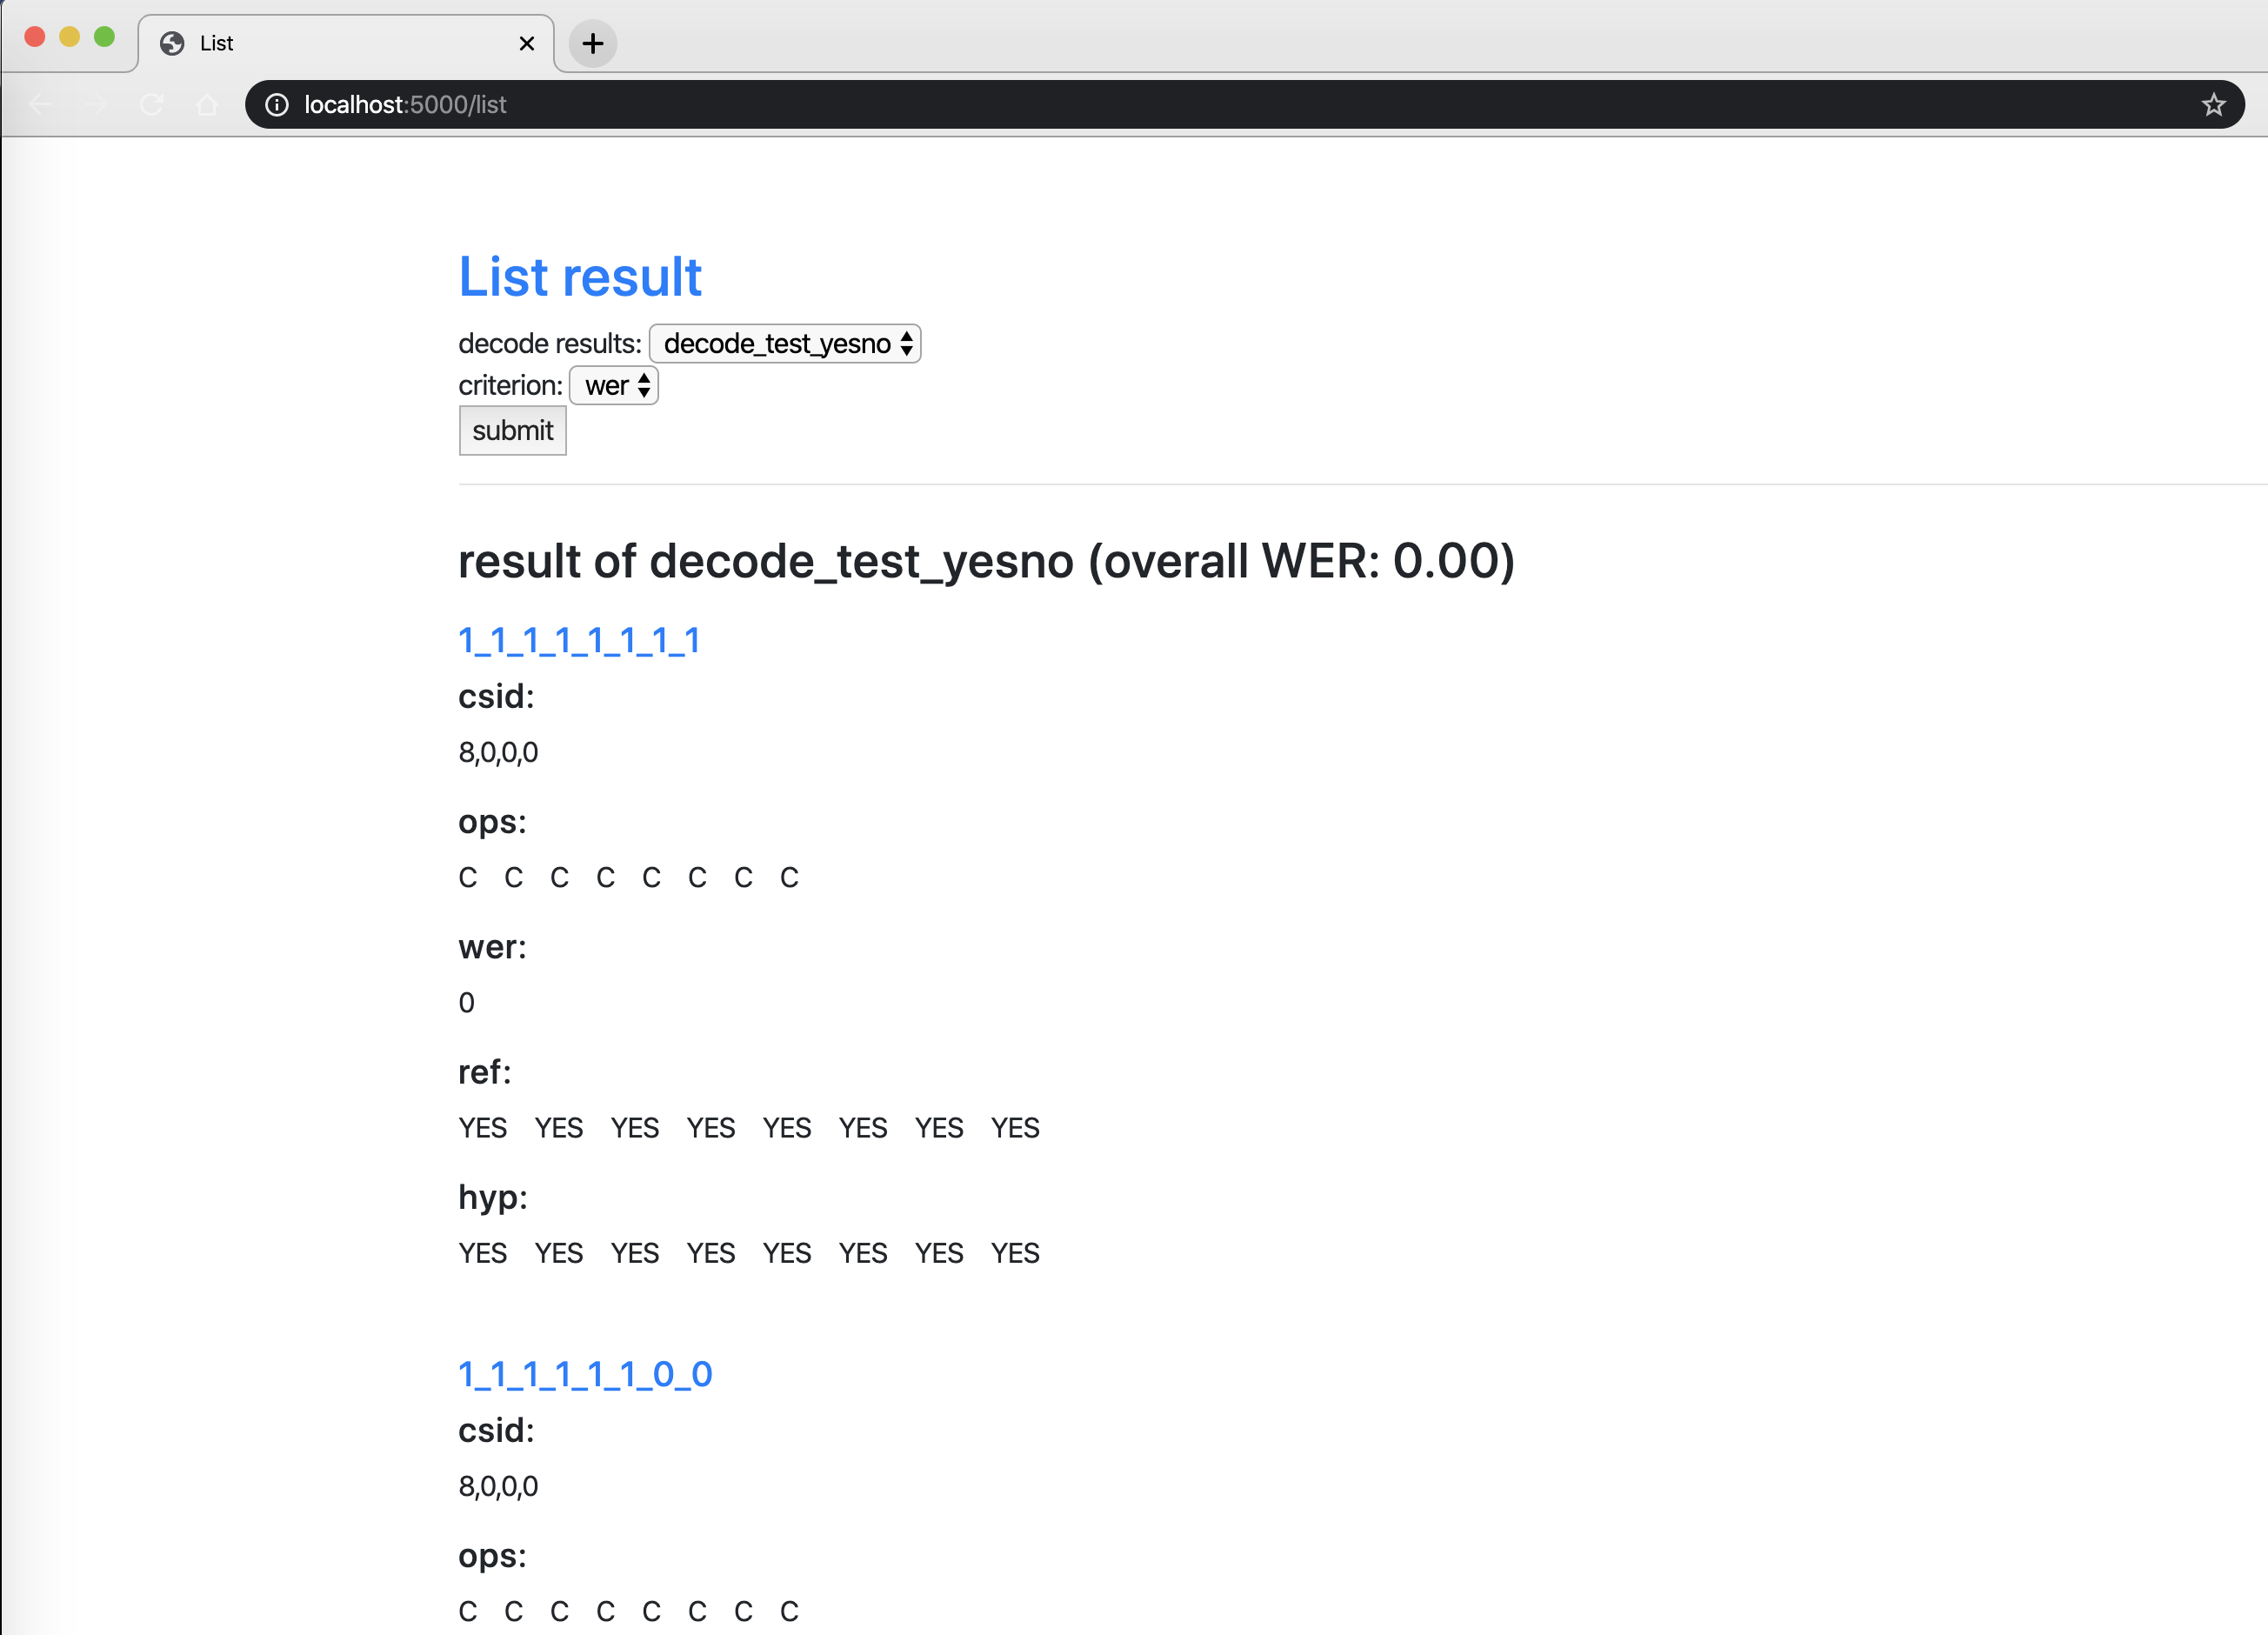 List
localhost:5000/list
List result
decode results: decode_test_yesno
criterion: wer
submit
result of decode_test_yesno (overall WER: 0.00)
1_1_1_1_1_1_1_1
csid:
8,0,0,0
ops:
C C C C C C C C
wer:
0
ref:
YES YES YES YES YES YES YES YES
hyp:
YES YES YES YES YES YES YES YES
1_1_1_1_1_1_0_0
csid:
8,0,0,0
ops:
C C C C C C C C